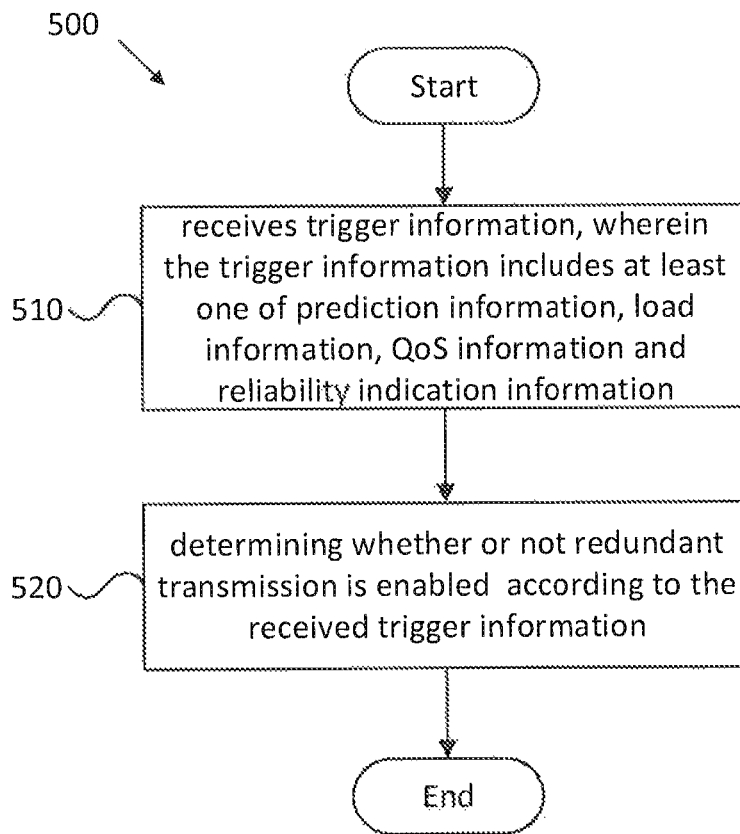 500
Start
receives trigger information, wherein
the trigger information includes at least
one of prediction information, load
information, QoS information and
reliability indication information
510
determining whether or not redundant
transmission is enabled according to the
received trigger information
520
End